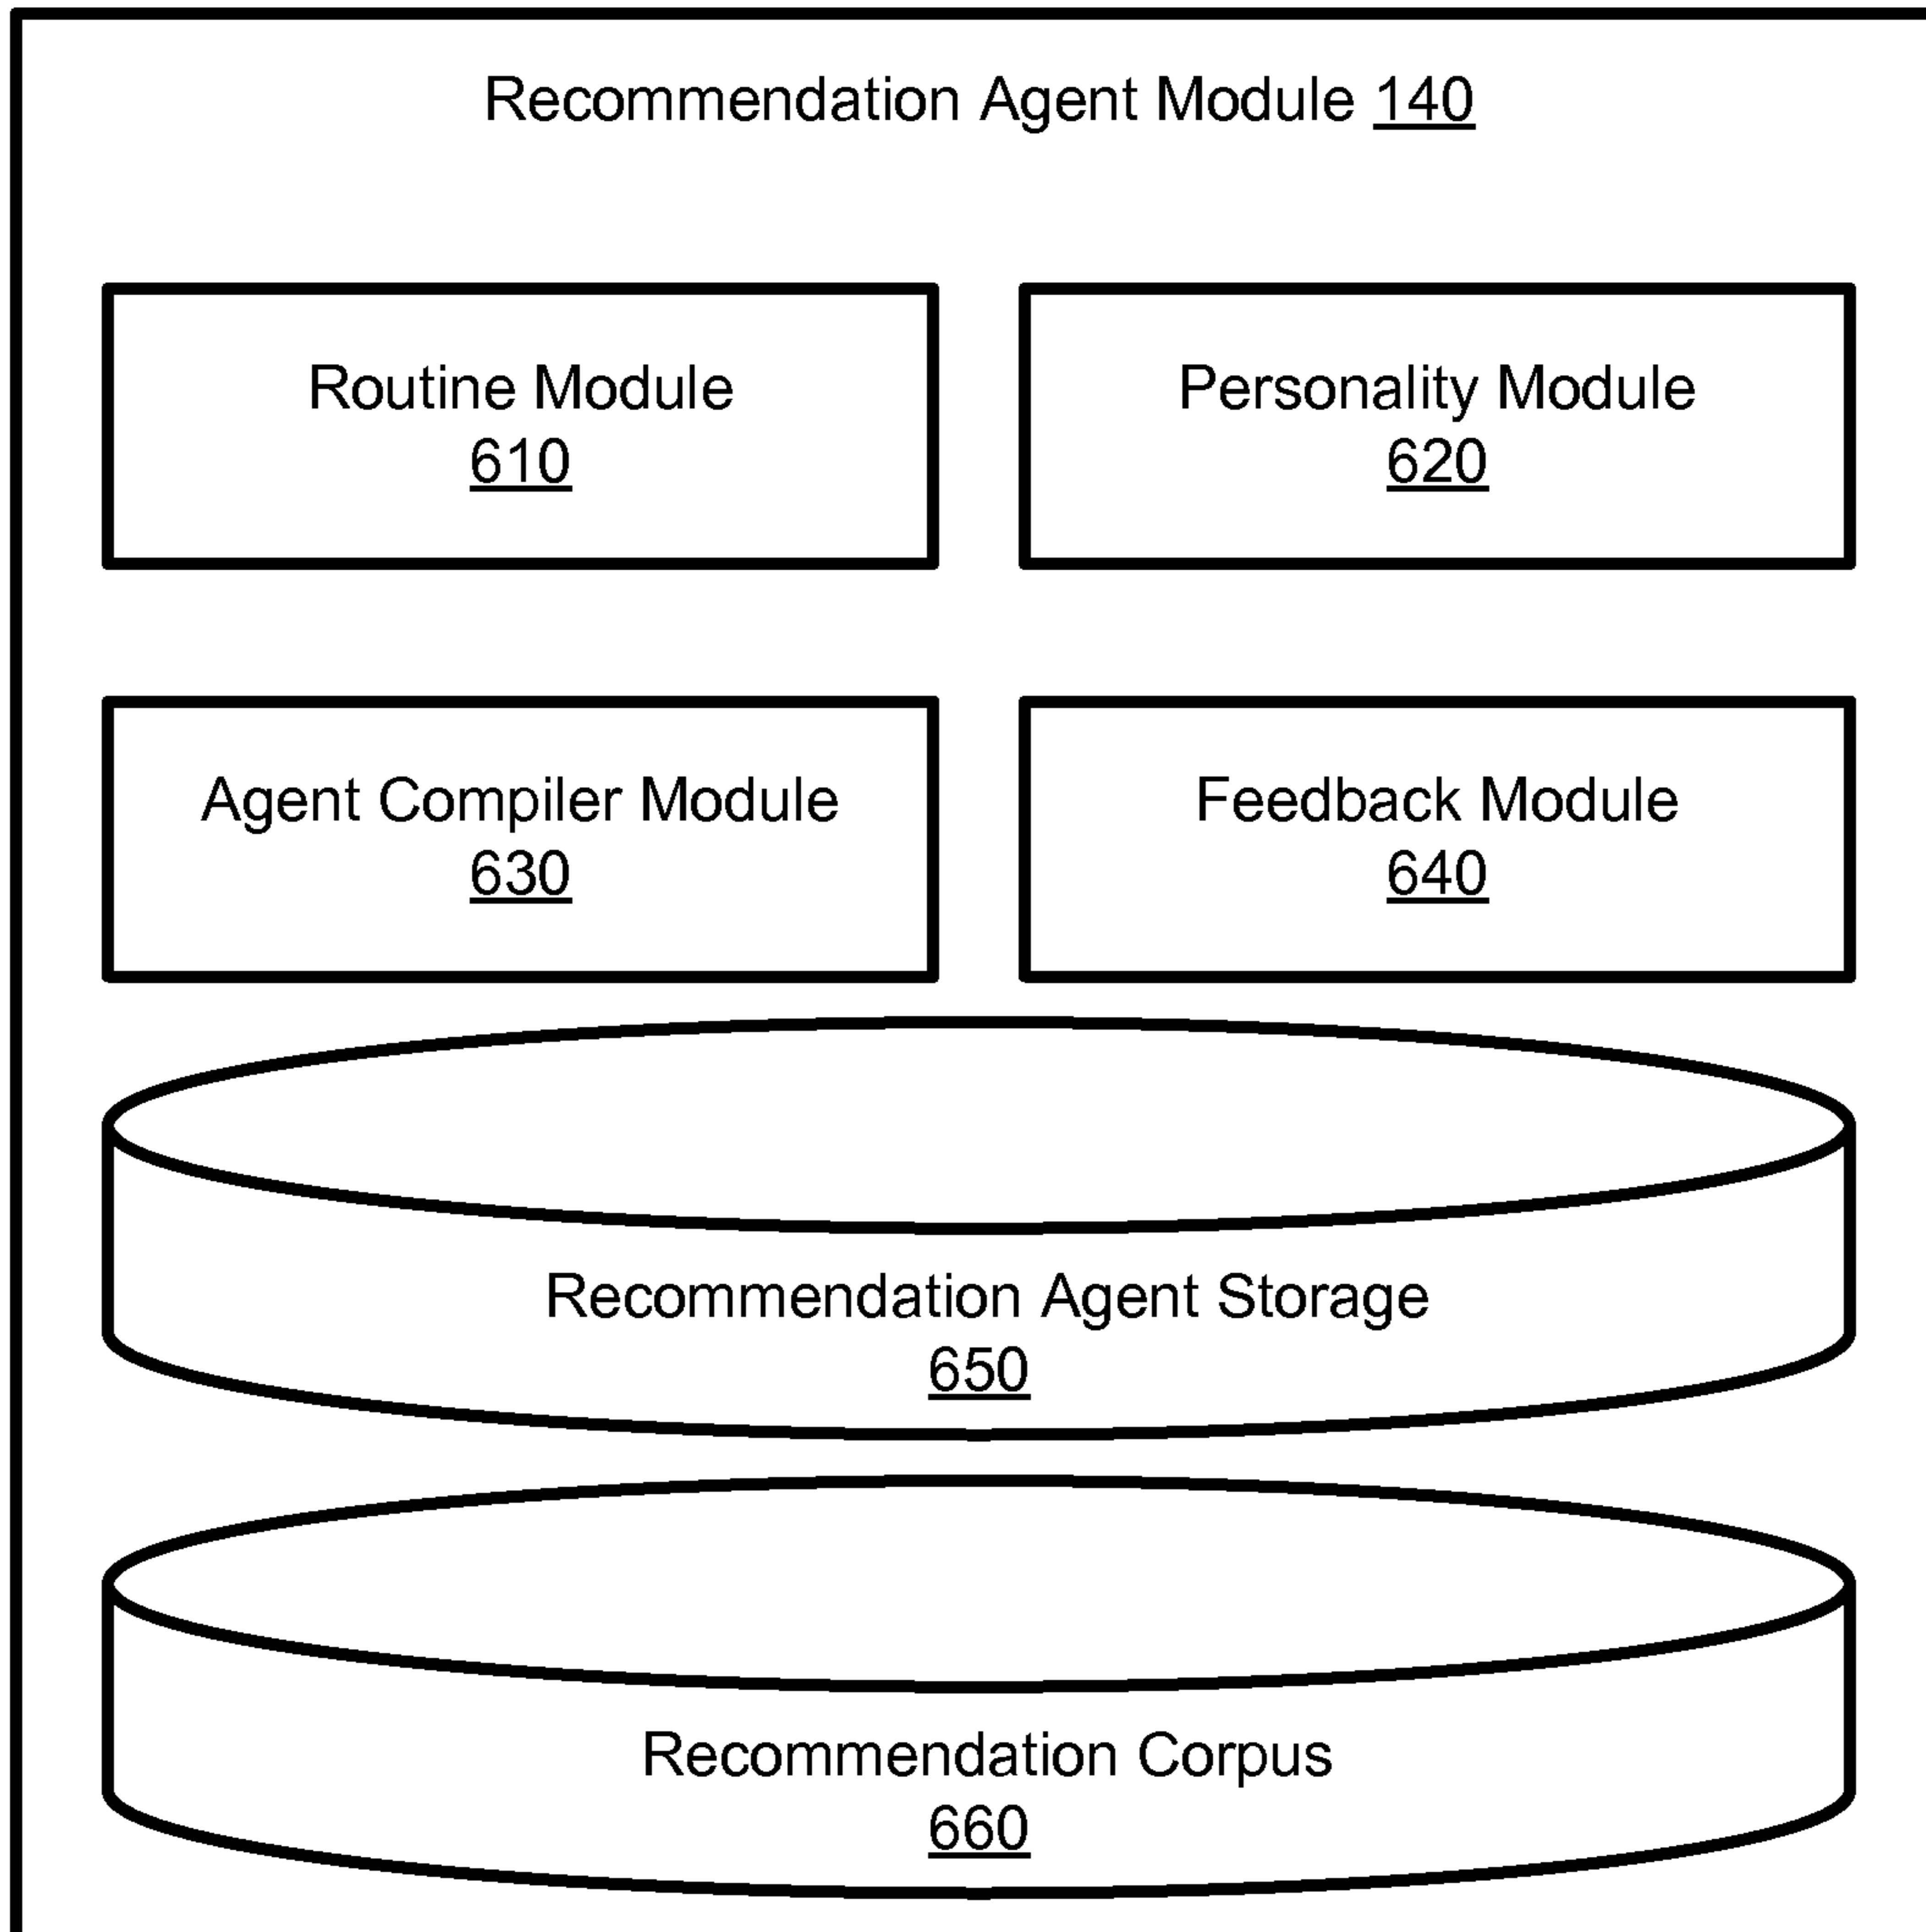 Recommendation Agent Module 140
Routine Module
610
Personality Module
620
Agent Compiler Module
630
Feedback Module
640
Recommendation Agent Storage
650
Recommendation Corpus
660